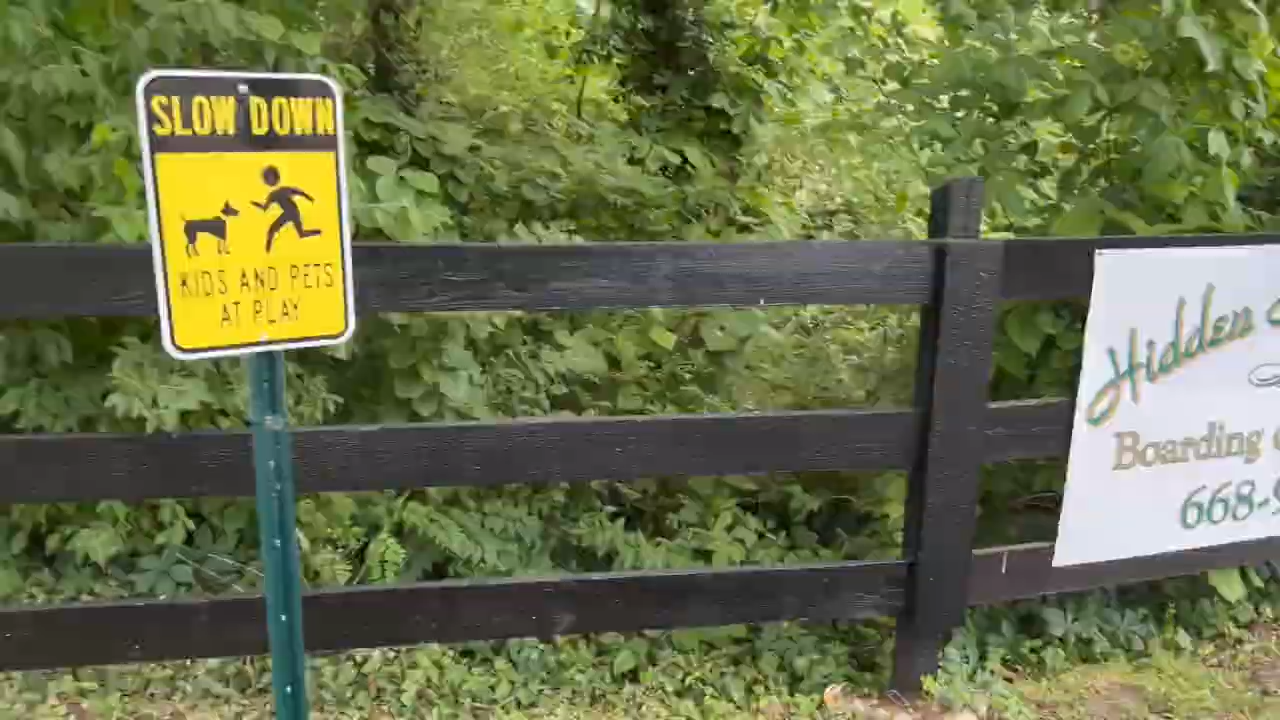 SLOW DOWN
KIDS AND PETS
AT PLAY
Hidden
Boarding
668-